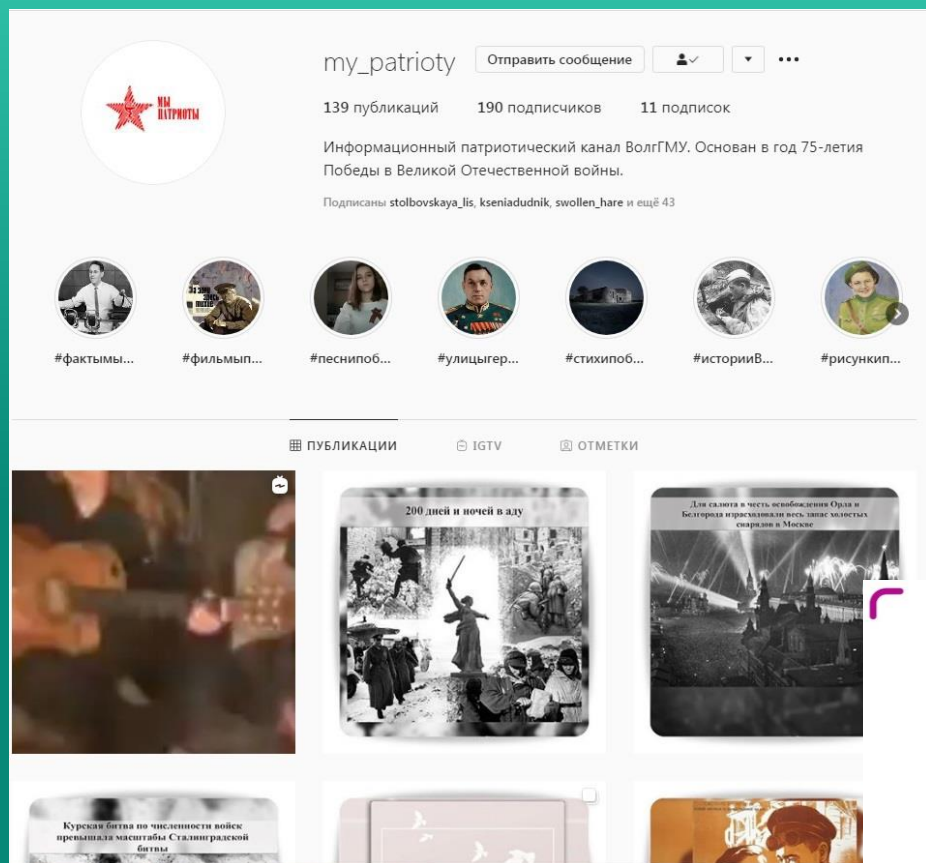 МЫ
ПАТРИОТЫ
my_patrioty
Отправить сообщение
139 публикаций 190 подписчиков 11 подписок
Информационный патриотический канал ВолгГМУ. Основан в год 75-летия
Победы в Великой Отечественной войны.
Подписаны stolbovskaya_lis, kseniadudnik, swollen_hare и ещё 43
#фактымы...
#фильмып...
#песнипоб...
#улицыгер...
#стихипоб...
#историиВ...
#рисункип...
ПУБЛИКАЦИИ
IGTV
ОТМЕТКИ
200 дней и ночей в аду
Для салюта в честь освобождения Орла и
Белгорода израсходовали весь запас холостых
снарядов в Москве
Курская битва по численности войск
превышала масштабы Сталинградской
битвы